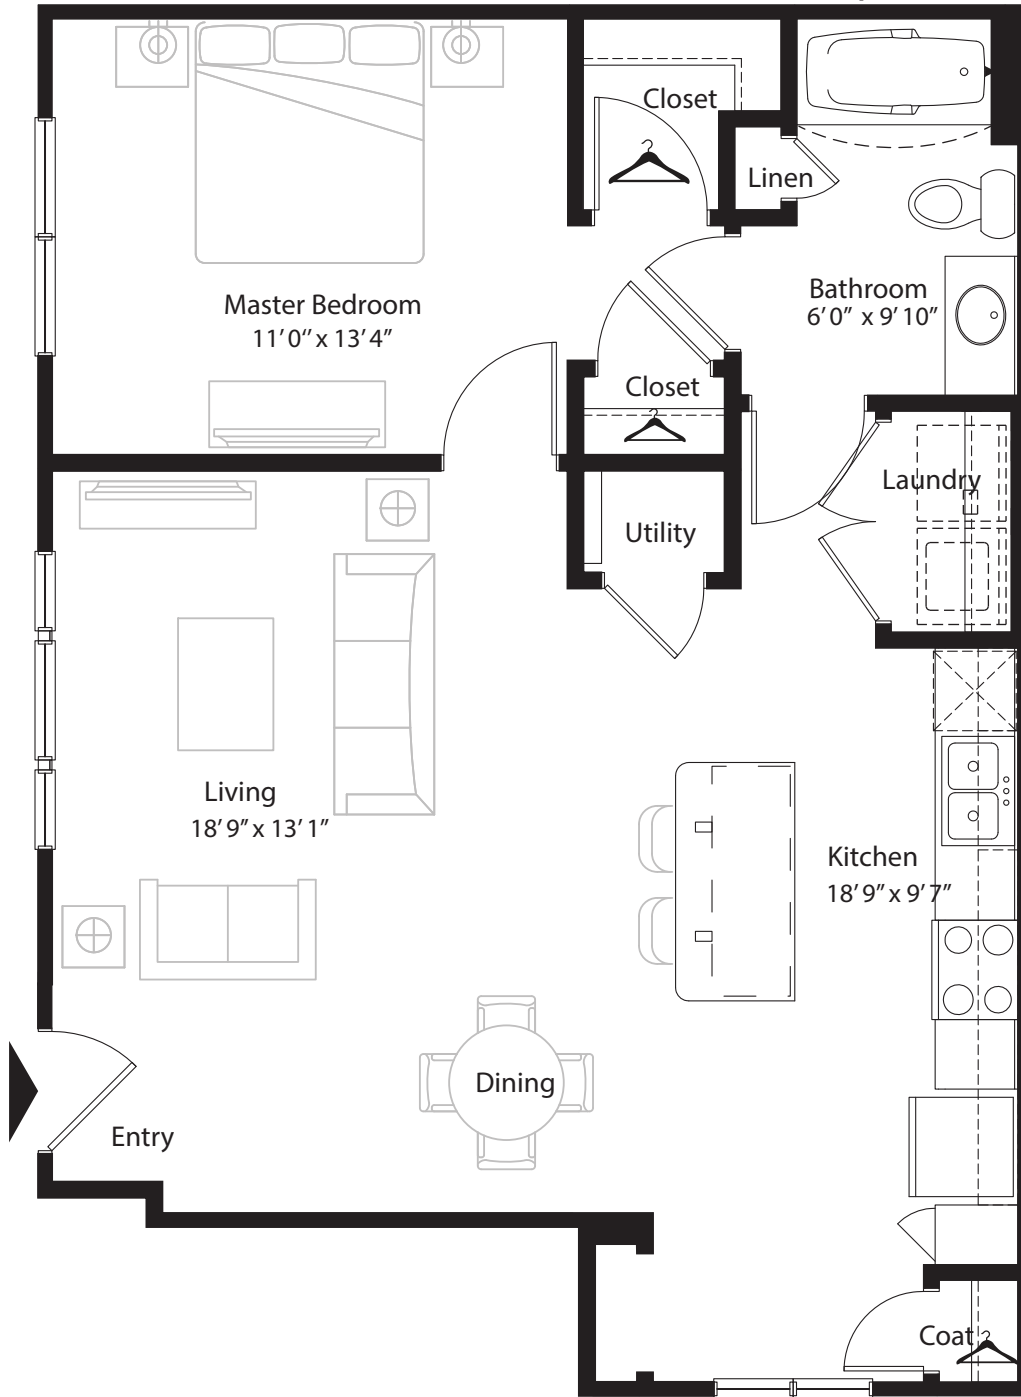 Closet
Linen
Bathroom
6'0" x 9'10"
Master Bedroom
11'0" x 13'4"
Closet
Laundry
Utility
Living
18'9" x 13'1"
Kitchen
18'9" x 9'7"
Dining
Entry
Coat